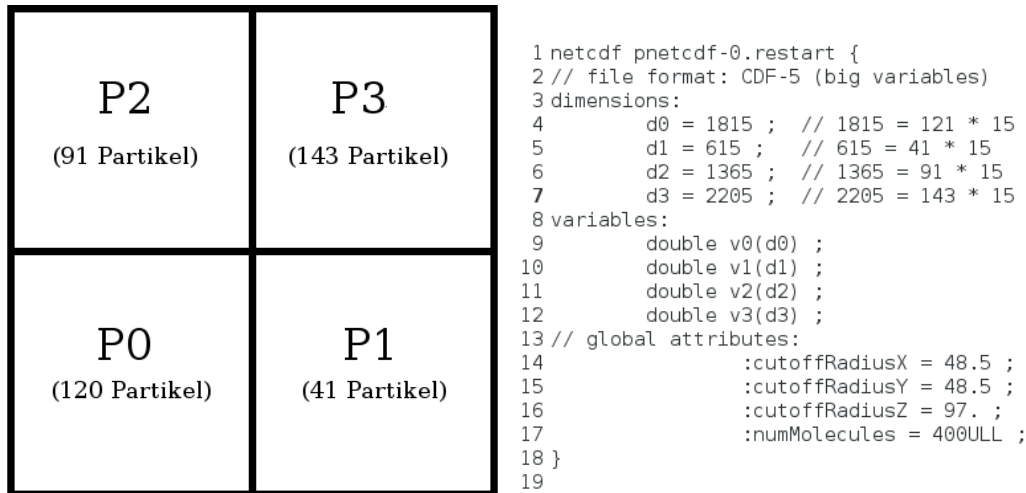 P2
(91 Partikel)
P3
(143 Partikel)
P0
(120 Partikel)
P1
(41 Partikel)
1 netcdf pnetcdf-0.restart {
2 // file format: CDF-5 (big variables)
3 dimensions:
4 d0 = 1815 ; // 1815 = 121 * 15
5 d1 = 615 ; // 615 = 41 * 15
6 d2 = 1365 ; // 1365 = 91 * 15
7 d3 = 2205 ; // 2205 = 143 * 15
8 variables:
9 double v0(d0) ;
10 double v1(d1) ;
11 double v2(d2) ;
12 double v3(d3) ;
13 // global attributes:
14 :cutoffRadiusX = 48.5 ;
15 :cutoffRadiusY = 48.5 ;
16 :cutoffRadiusZ = 97. ;
17 :numMolecules = 400ULL ;
18 }
19